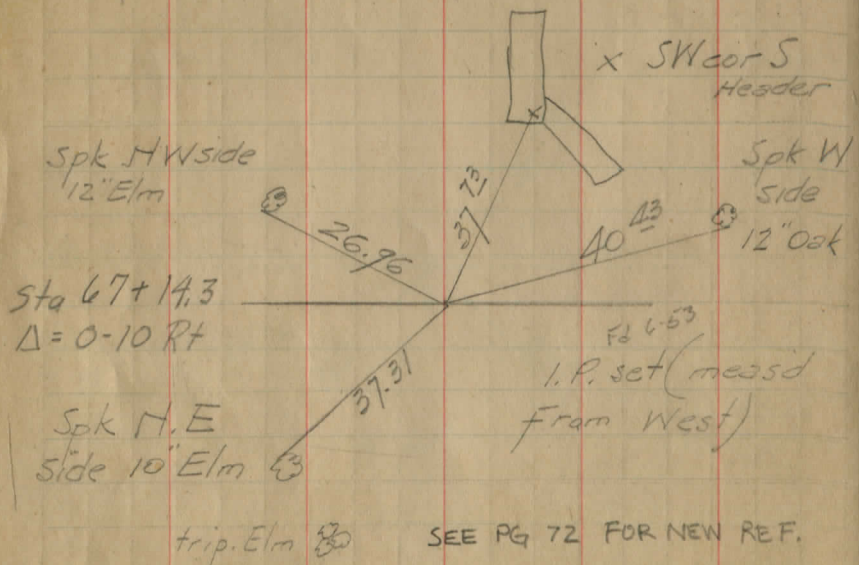 x SW cor S
Header
Spk NW side
12" Elm
Spk W
side
12" Oak
37 73
26.96
40 43
Sta 67+14.3
Δ = 0-10 Rt
Fd 6-53
I.P. set (measd
From West)
37.31
Spk N.E
side 10" Elm
trip. Elm
SEE PG 72 FOR NEW REF.